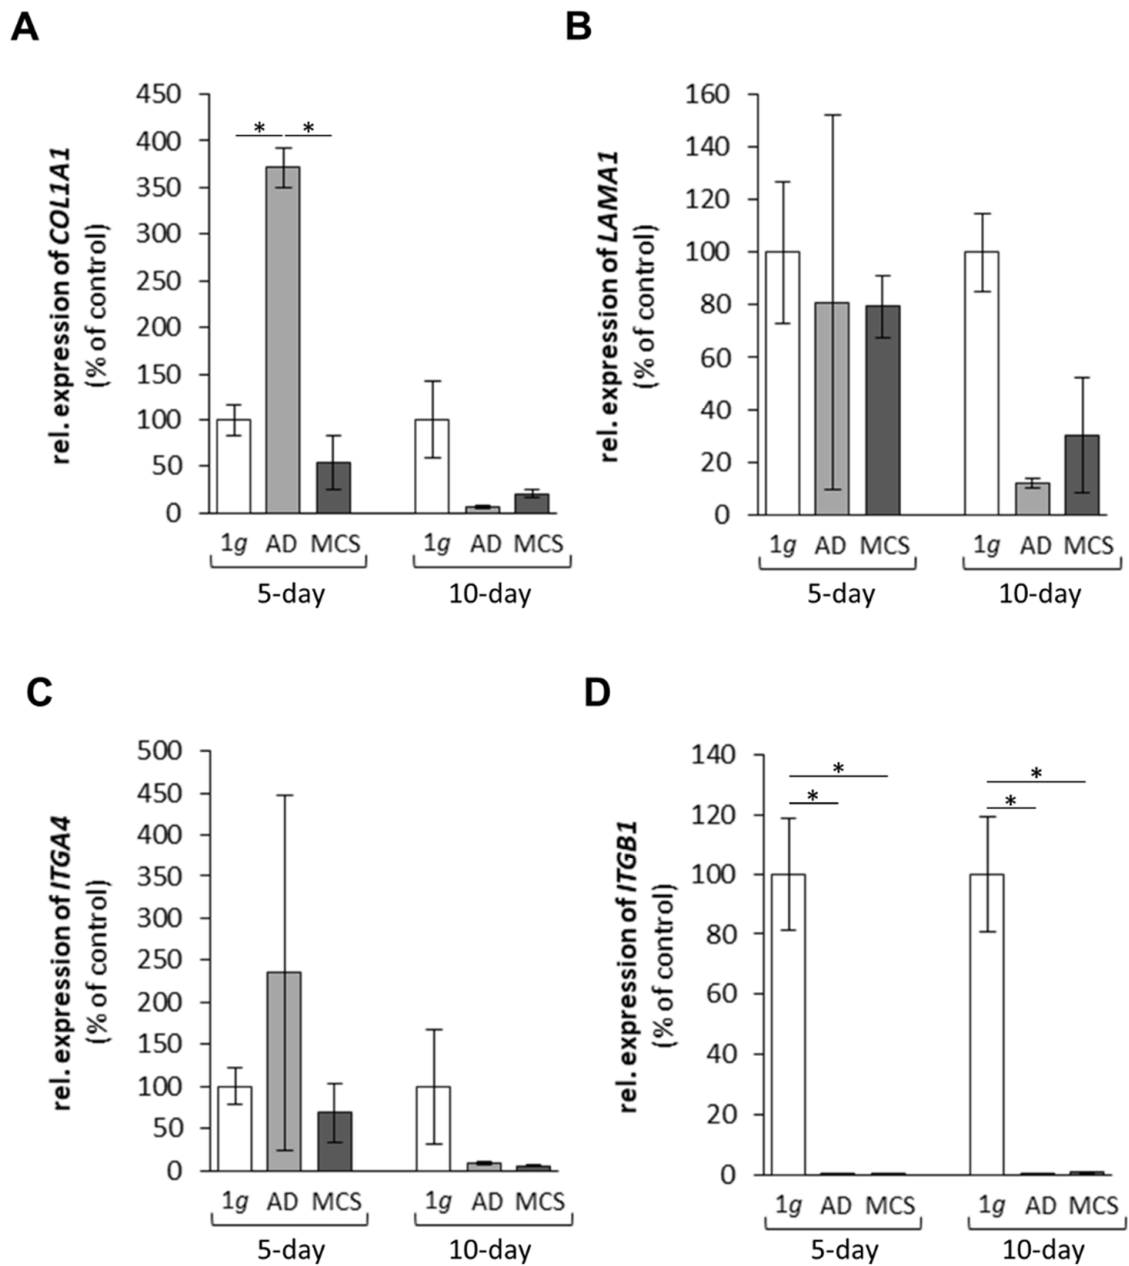 A
rel. expression of COL1A1
(% of control)
450
400
350
300
250
200
150
100
50
0
* *
1g AD MCS 1g AD MCS
5-day 10-day
B
rel. expression of LAMA1
(% of control)
160
140
120
100
80
60
40
20
0
1g AD MCS 1g AD MCS
5-day 10-day
C
rel. expression of ITGA4
(% of control)
500
450
400
350
300
250
200
150
100
50
0
1g AD MCS 1g AD MCS
5-day 10-day
D
rel. expression of ITGB1
(% of control)
140
120
100
80
60
40
20
0
* *
* *
1g AD MCS 1g AD MCS
5-day 10-day